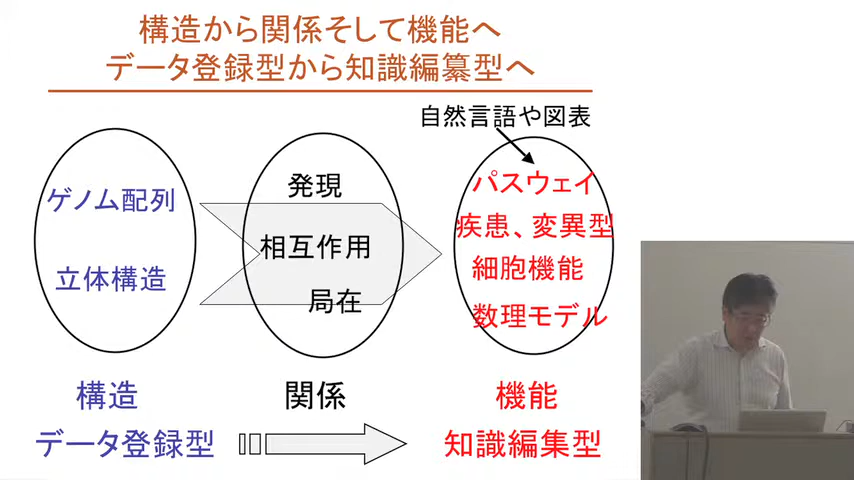 構造から関係そして機能へ
データ登録型から知識編纂型へ
自然言語や図表
ゲノム配列
立体構造
発現
相互作用
局在
パスウェイ
疾患、変異型
細胞機能
数理モデル
構造
関係
機能
データ登録型
知識編集型